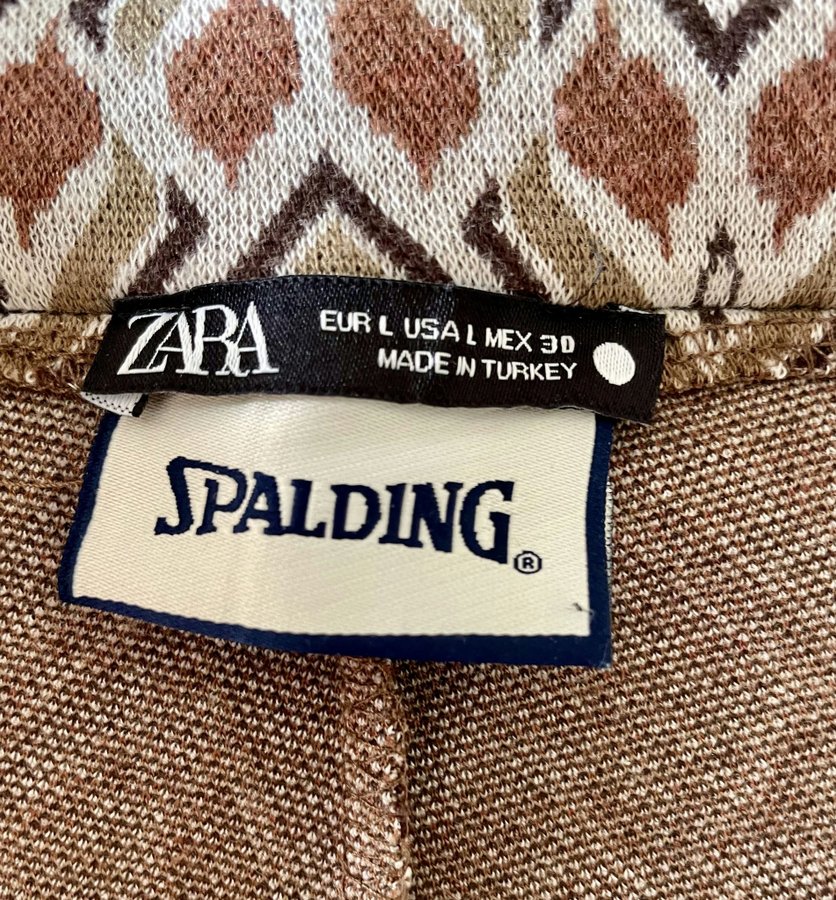 ZARA
EUR L USA L MEX 30
MADE IN TURKEY
SPALDING®